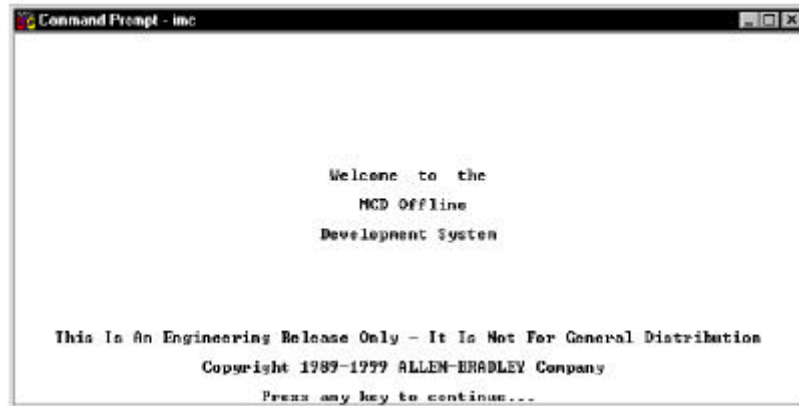 Command Prompt - imc
Welcome to the
MCD Offline
Development System
This Is An Engineering Release Only - It Is Not For General Distribution
Copyright 1989-1999 ALLEN-BRADLEY Company
Press any key to continue...